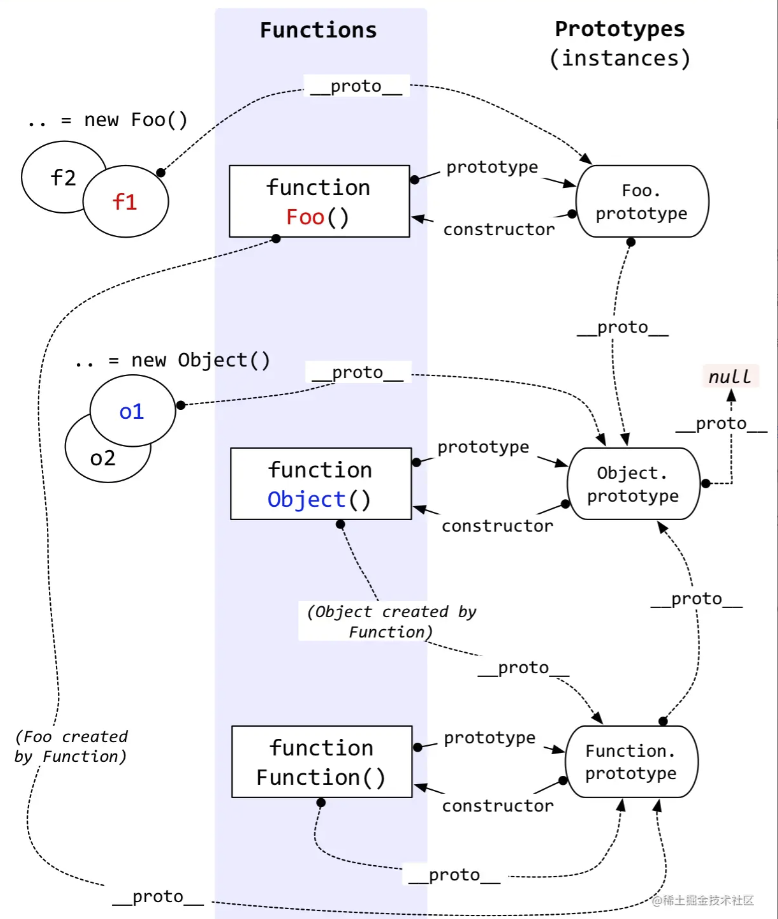 Functions
Prototypes
(instances)
__proto__
.. = new Foo()
f2
f1
function
Foo()
prototype
constructor
Foo.
prototype
__proto__
.. = new Object()
__proto__
null
__proto__
o1
o2
function
Object()
prototype
constructor
Object.
prototype
(Object created by
Function)
__proto__
__proto__
(Foo created
by Function)
function
Function()
prototype
constructor
Function.
prototype
__proto__
__proto__
@稀土掘金技术社区